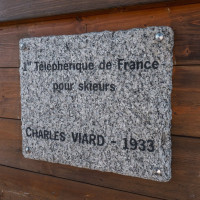 1er Téléphérique de France
pour skieurs
CHARLES VIARD - 1933